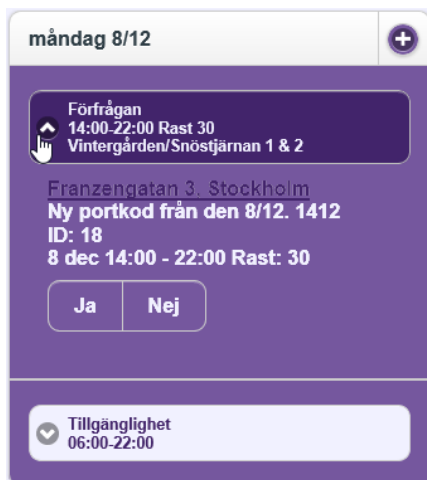 måndag 8/12
Förfrågan
14:00-22:00 Rast 30
Vintergården/Snöstjärnan 1 & 2
Franzengatan 3. Stockholm
Ny portkod från den 8/12. 1412
ID: 18
8 dec 14:00 - 22:00 Rast: 30
Ja Nej
Tillgänglighet
06:00-22:00